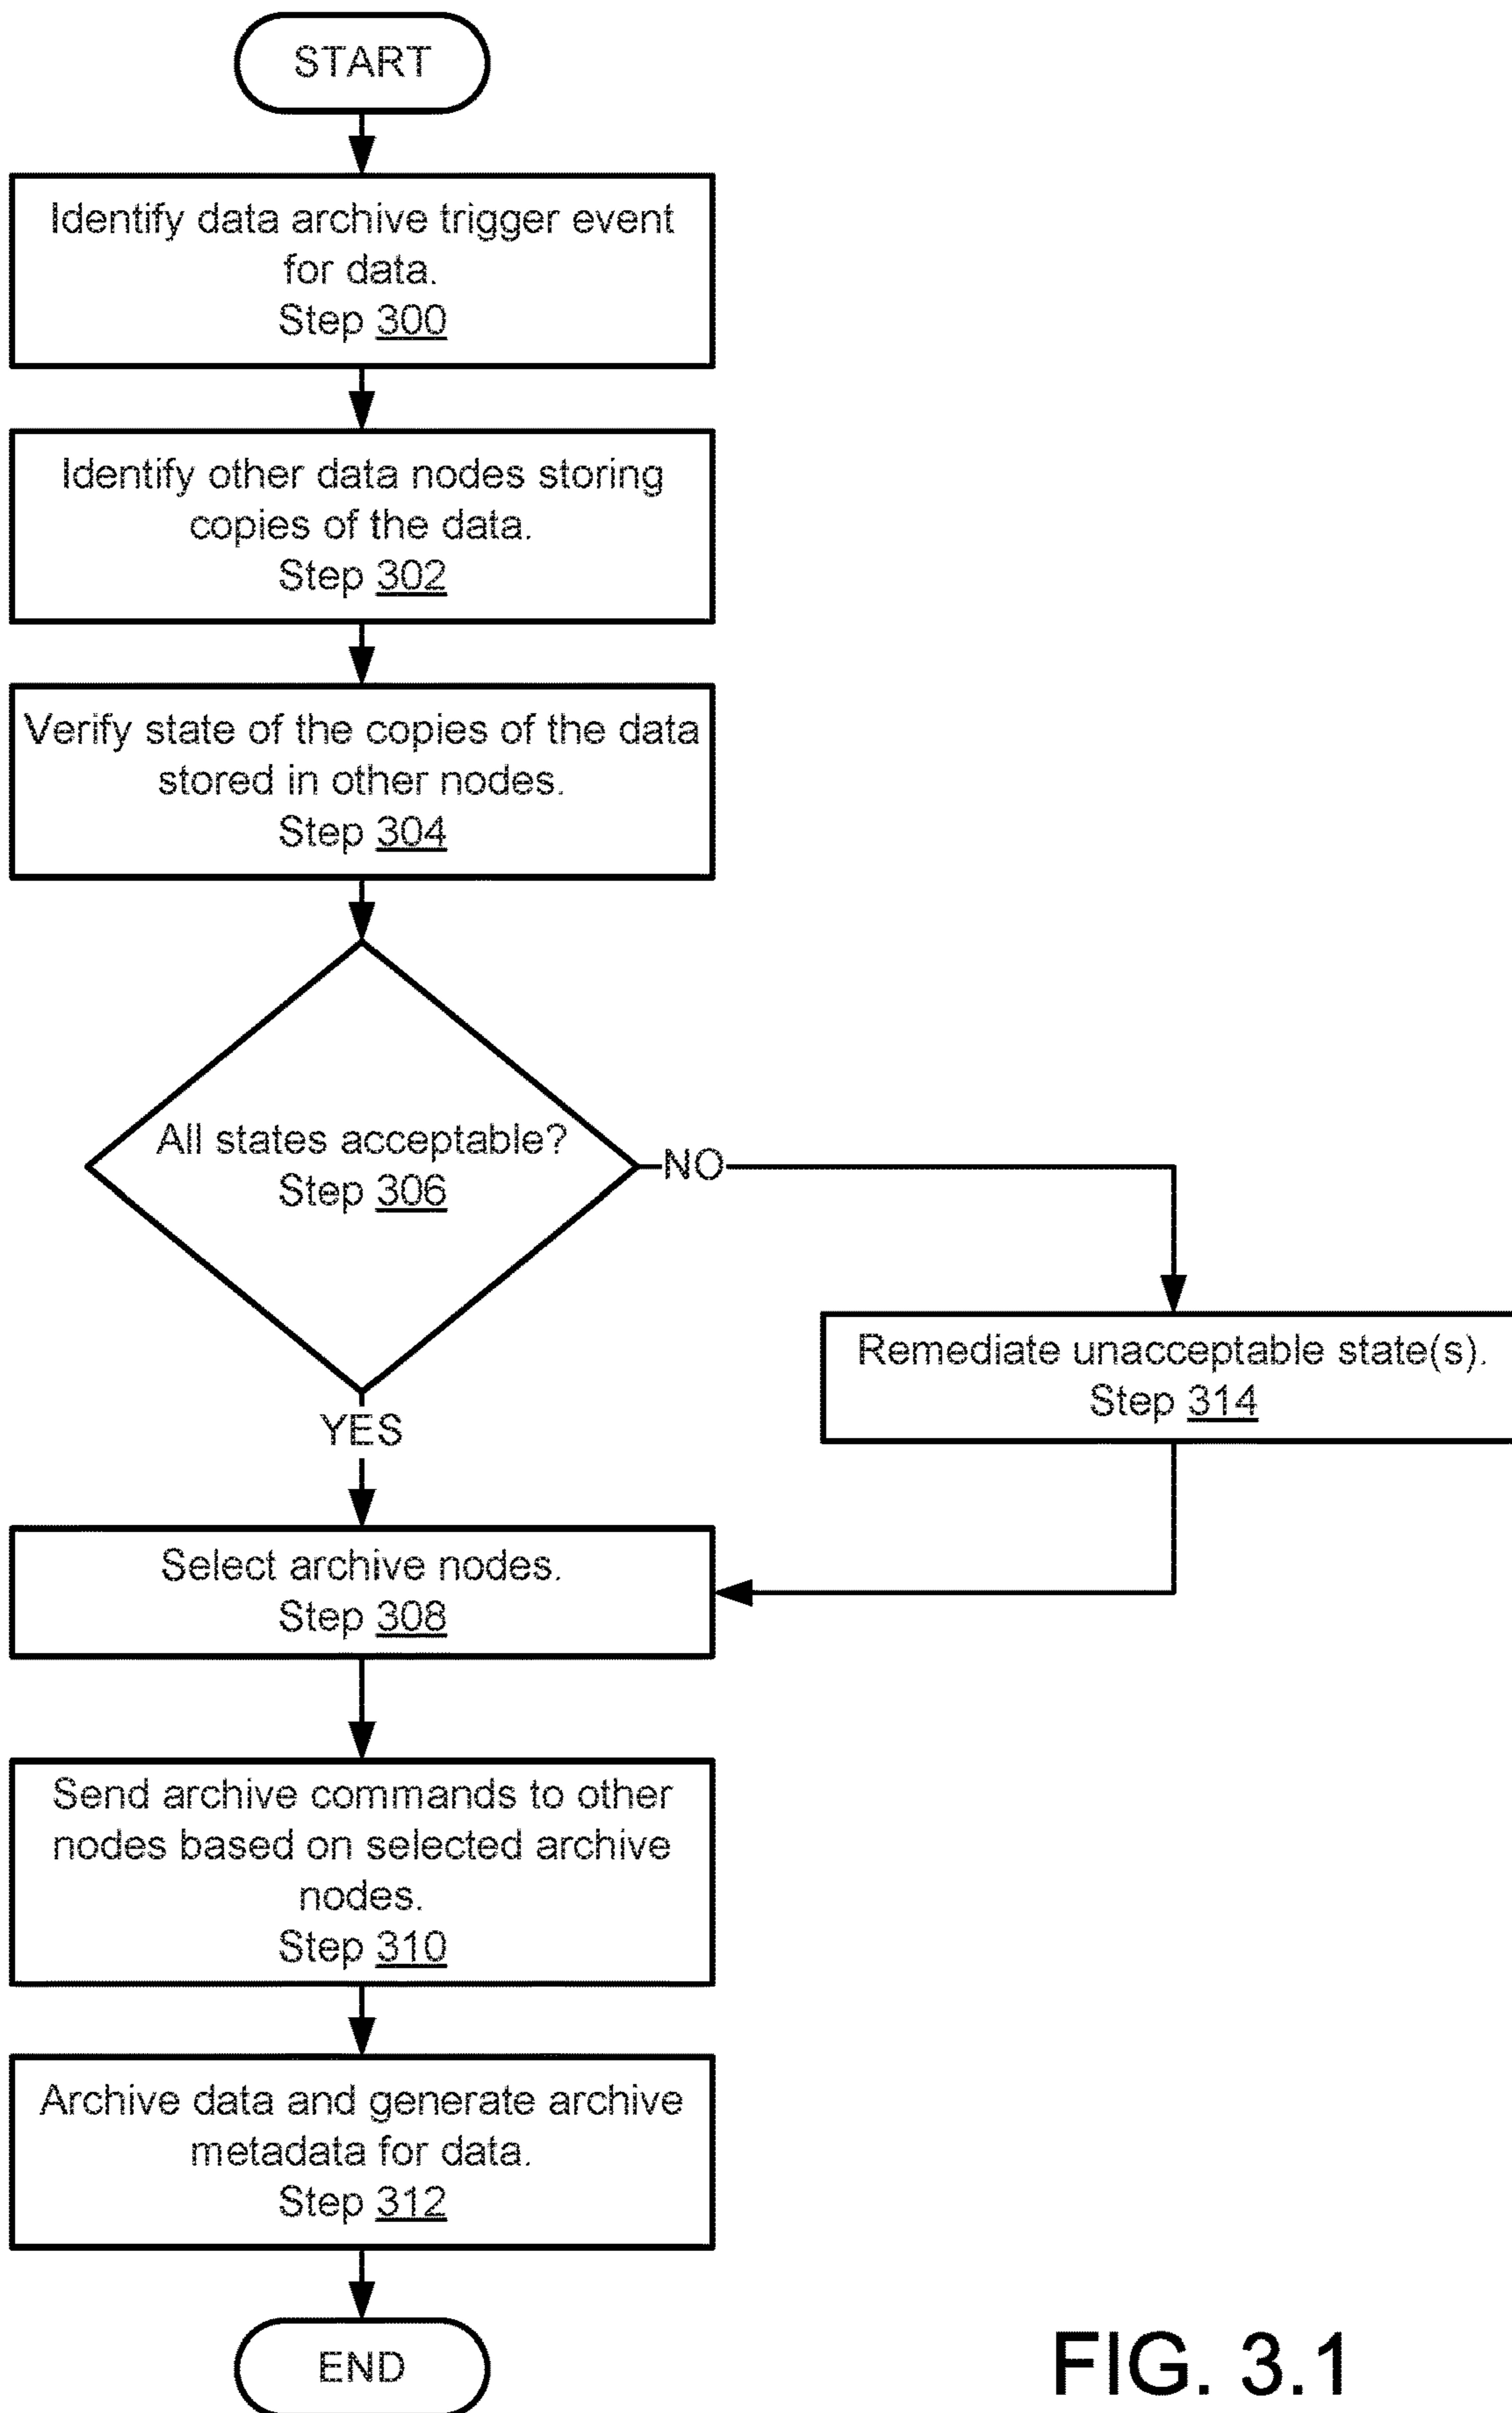 START
Identify data archive trigger event
for data.
Step 300
Identify other data nodes storing
copies of the data.
Step 302
Verify state of the copies of the data
stored in other nodes.
Step 304
All states acceptable?
Step 306
NO
Remediate unacceptable state(s).
Step 314
YES
Select archive nodes.
Step 308
Send archive commands to other
nodes based on selected archive
nodes.
Step 310
Archive data and generate archive
metadata for data.
Step 312
END
FIG. 3.1